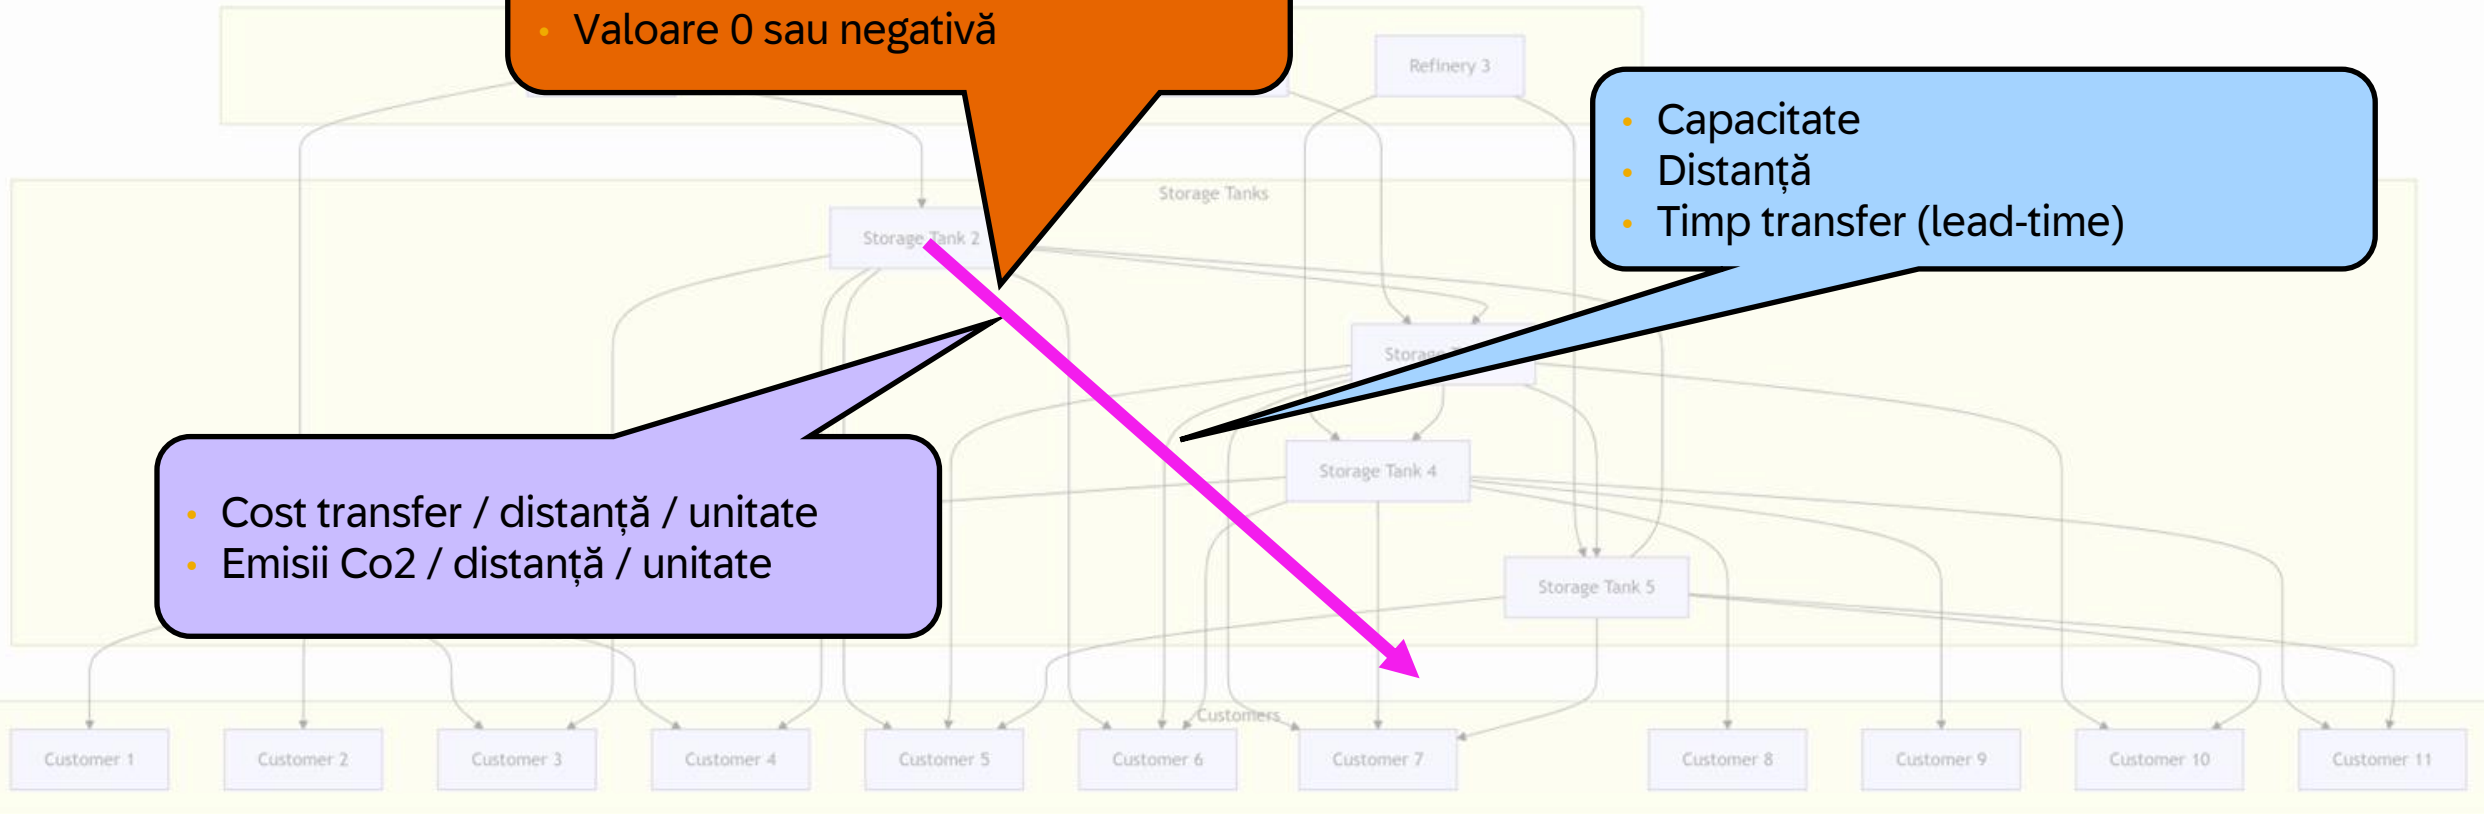 • Valoare 0 sau negativă
Refinery 3
• Capacitate
• Distanță
• Timp transfer (lead-time)
Storage Tanks
Storage Tank 2
Storage
• Cost transfer / distanță / unitate
• Emisii Co2 / distanță / unitate
Storage Tank 4
Storage Tank 5
Customers
Customer 1
Customer 2
Customer 3
Customer 4
Customer 5
Customer 6
Customer 7
Customer 8
Customer 9
Customer 10
Customer 11